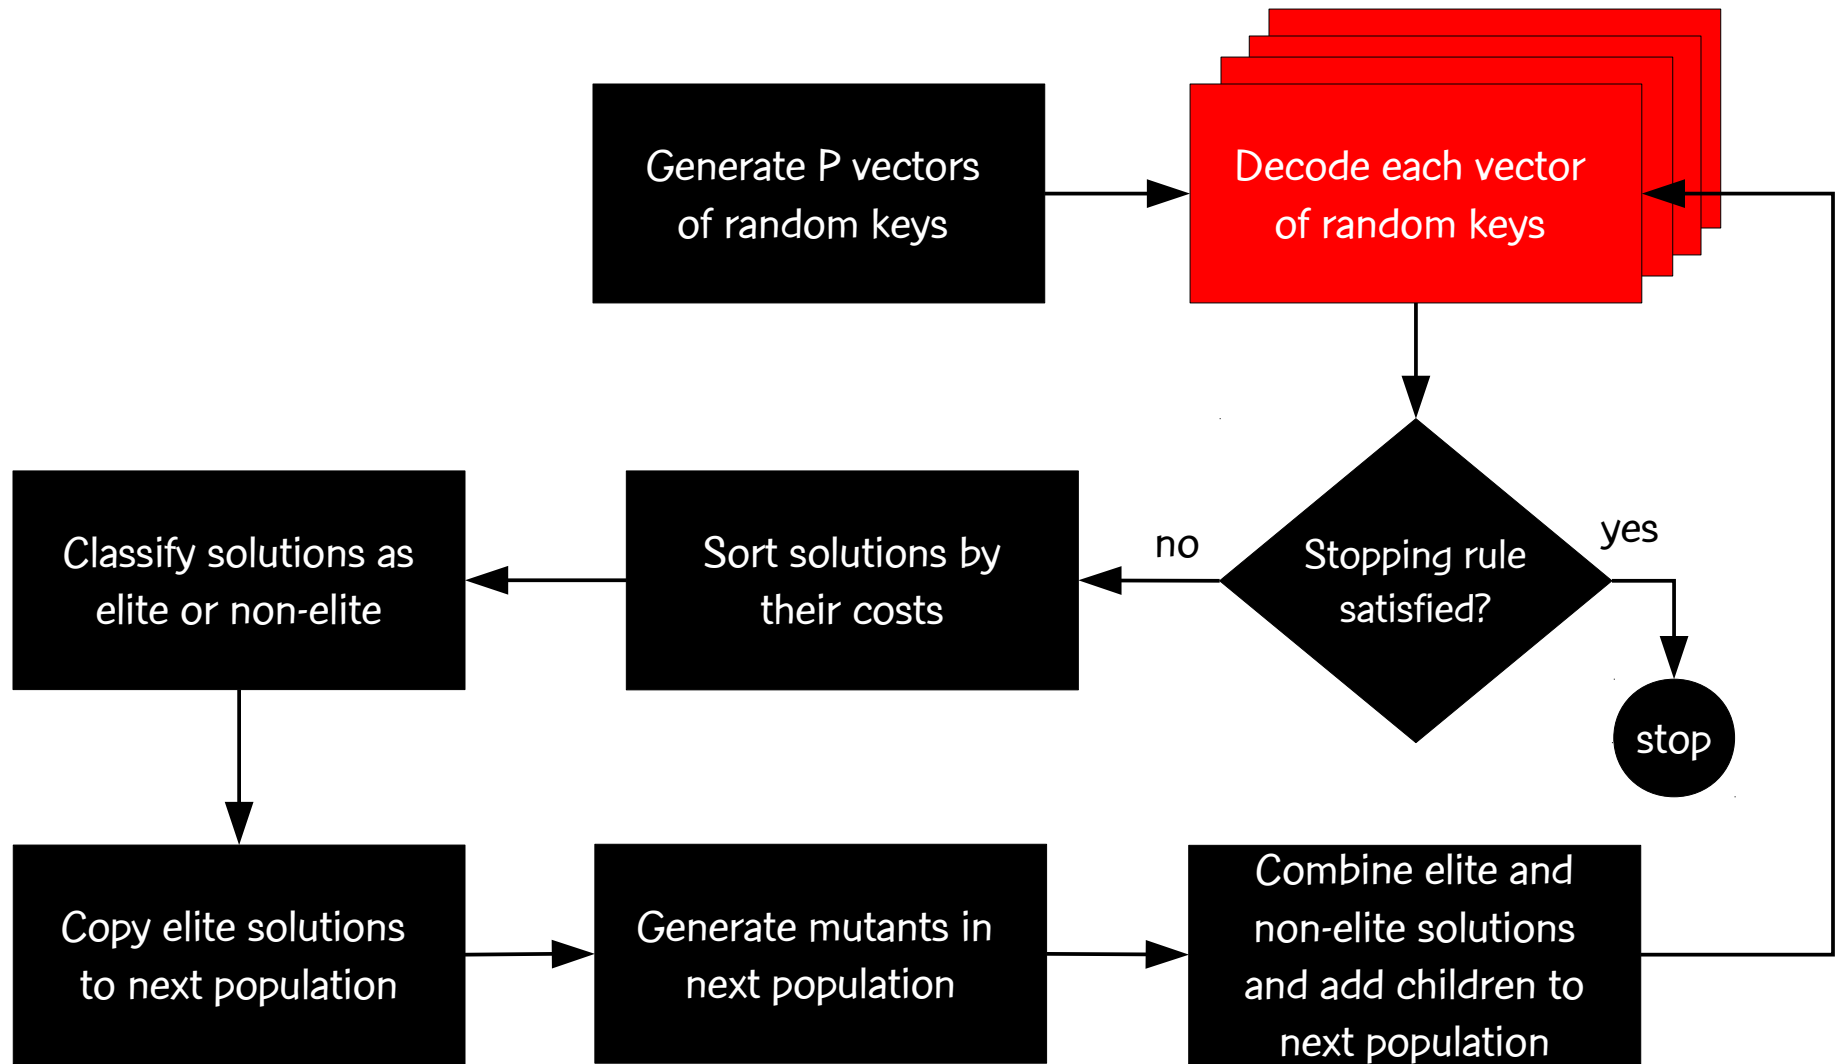 Generate P vectors
of random keys
Decode each vector
of random keys
Classify solutions as
elite or non-elite
Sort solutions by
their costs
no
Stopping rule
satisfied?
yes
stop
Copy elite solutions
to next population
Generate mutants in
next population
Combine elite and
non-elite solutions
and add children to
next population